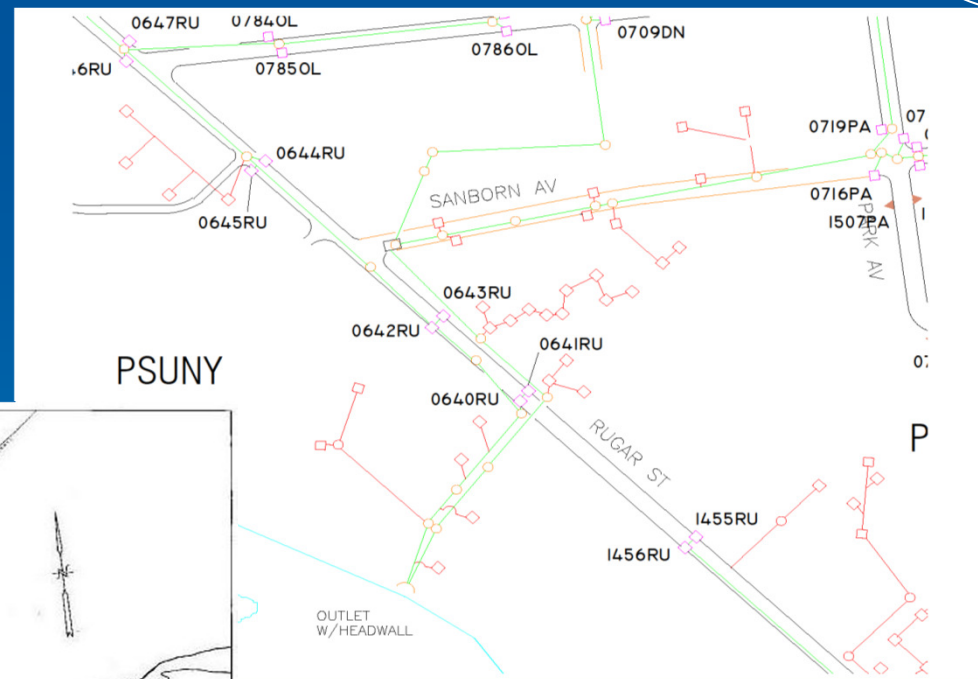 0647RU
0784OL
0785OL
0786OL
0709DN
6RU
0644RU
0645RU
SANBORN AV
0719PA
07
0716PA
1507PA
PARK AV
0643RU
0642RU
0641RU
0640RU
PSUNY
RUGAR ST
P
1455RU
1456RU
OUTLET
W/HEADWALL
N